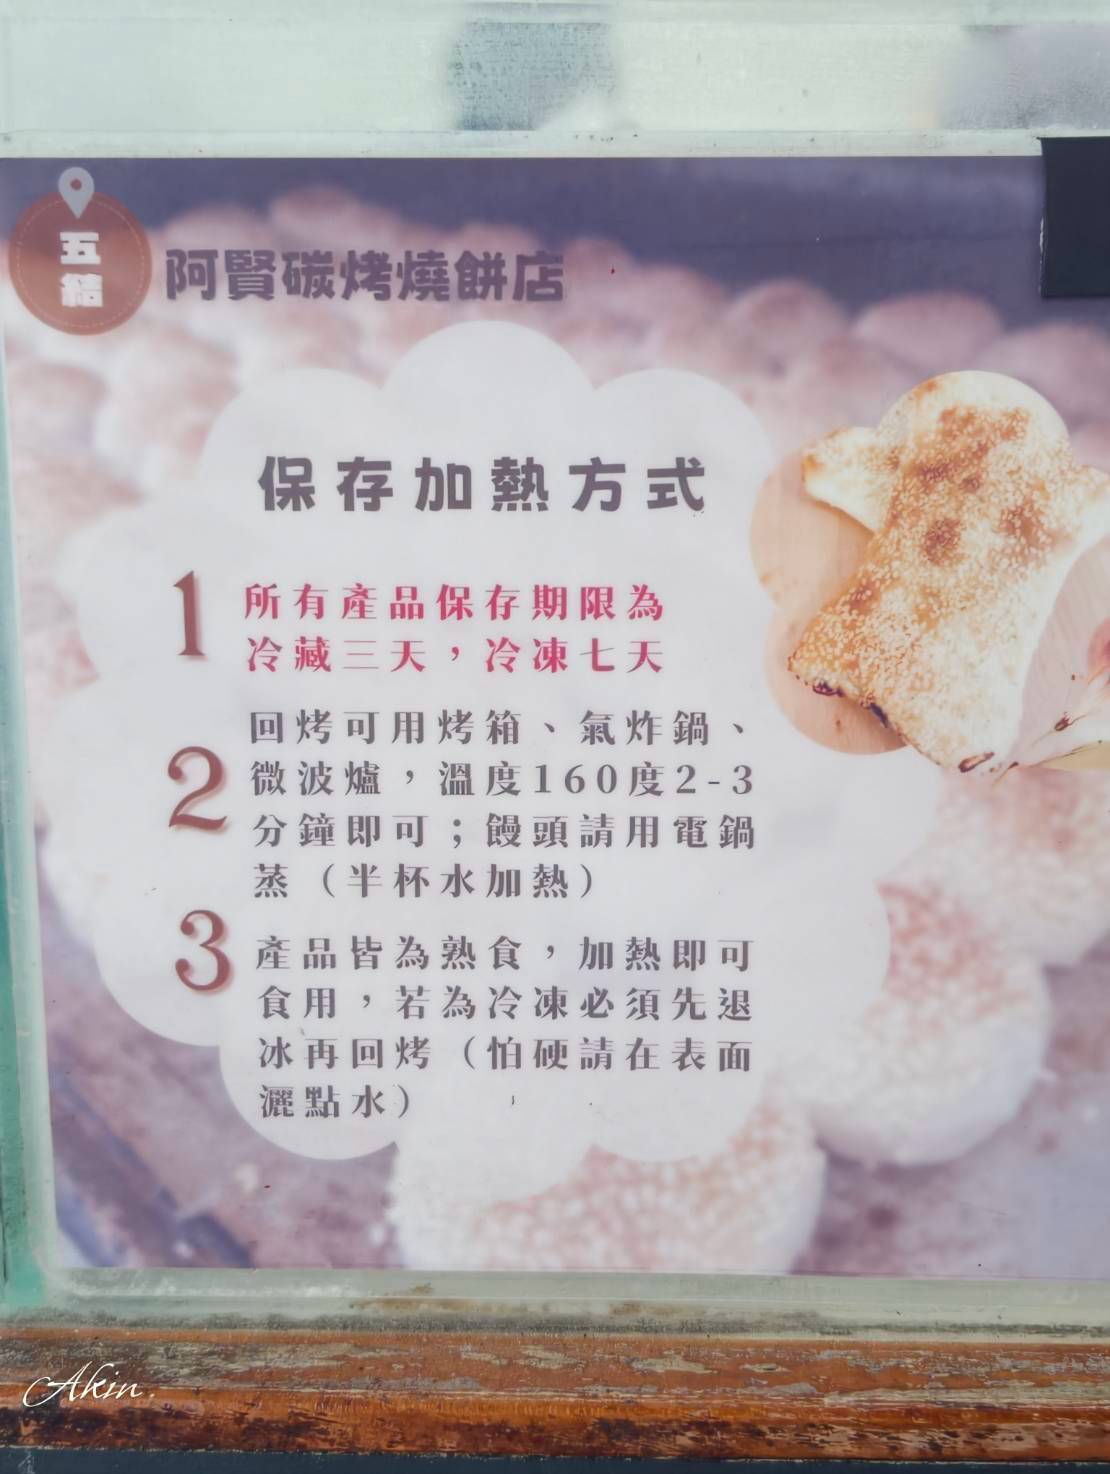 五結
阿賢碳烤燒餅店
保存加熱方式
1 所有產品保存期限為
冷藏三天，冷凍七天
2 回烤可用烤箱、氣炸鍋、
微波爐，溫度160度2-3
分鐘即可；饅頭請用電鍋
蒸（半杯水加熱）
3 產品皆為熟食，加熱即可
食用，若為冷凍必須先退
冰再回烤（怕硬請在表面
灑點水）
Akin.